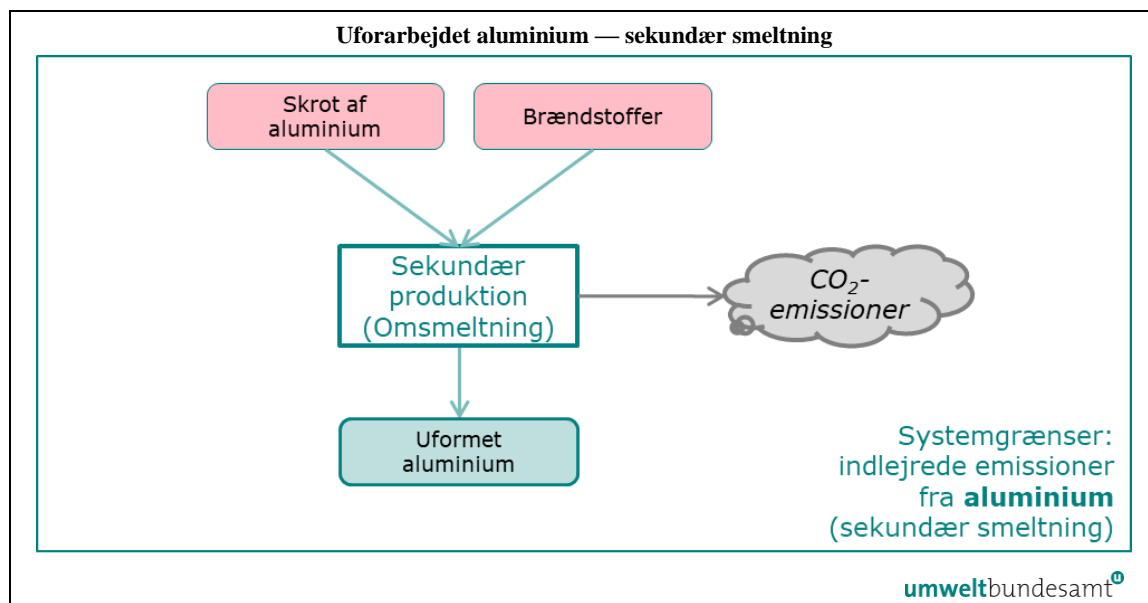 Uforarbejdet aluminium — sekundær smeltning
Skrot af
aluminium
Brændstoffer
Sekundær
produktion
(Omsmeltning)
CO₂-
emissioner
Uformet
aluminium
Systemgrænser:
indlejrede emissioner
fra aluminium
(sekundær smeltning)
umweltbundesamt ᵘ